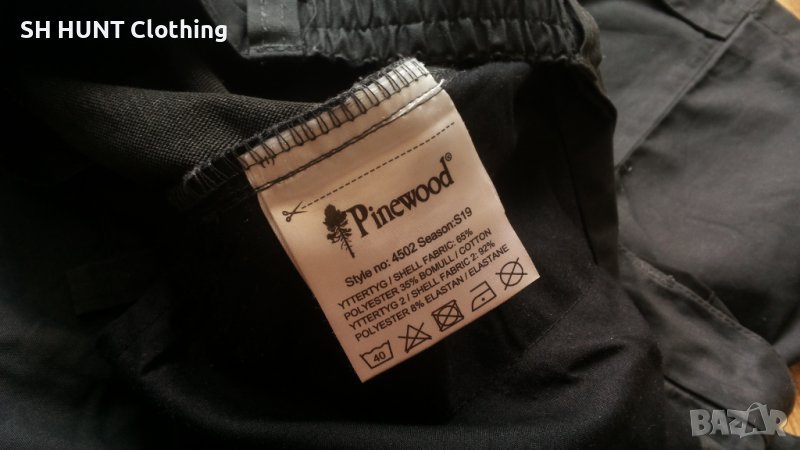 SH HUNT Clothing
Pinewood®
Style no: 4502 Season:S19
YTTERTYG / SHELL FABRIC: 65%
POLYESTER 35% BOMULL / COTTON
YTTERTYG 2 / SHELL FABRIC 2: 92%
POLYESTER 8% ELASTAN / ELASTANE
40
BAZAR